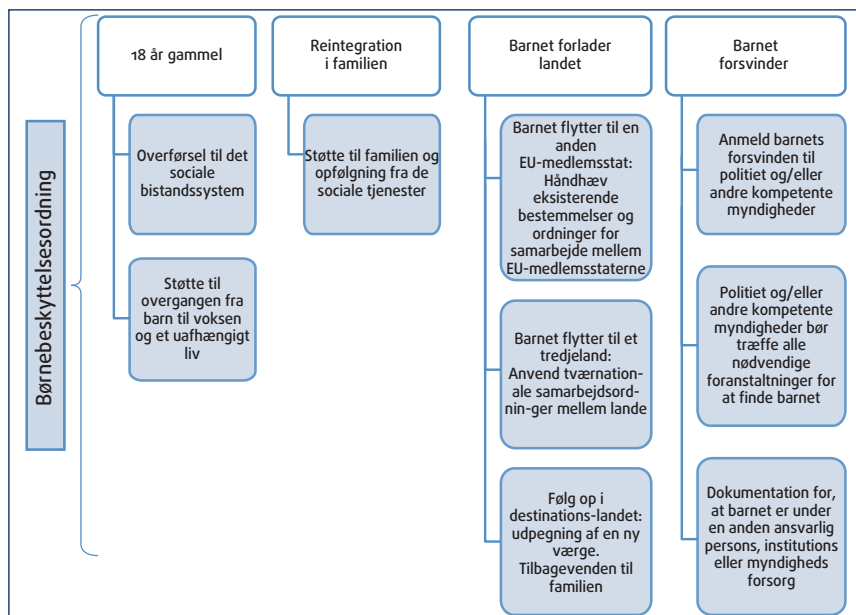 Børnebeskyttelsesordning
18 år gammel
Overførsel til det
sociale
bistandssystem
Støtte til
overgangen fra
barn til voksen
og et uafhængigt
liv
Reintegration
i familien
Støtte til familien og
opfølgning fra de
sociale tjenester
Barnet forlader
landet
Barnet flytter til en
anden
EU-medlemsstat:
Håndhæv
eksisterende
bestemmelser og
ordninger for
samarbejde mellem
EU-medlemsstaterne
Barnet flytter til et
tredjeland:
Anvend tværnation-
ale samarbejdsord-
nin-ger mellem lande
Følg op i
destinations-landet:
udpegning af en ny
værge.
Tilbagevenden til
familien
Barnet
forsvinder
Anmeld barnets
forsvinden til
politiet og/eller
andre kompetente
myndigheder
Politiet og/eller
andre kompetente
myndigheder bør
træffe alle
nødvendige
foranstaltninger for
at finde barnet
Dokumentation for,
at barnet er under
en anden ansvarlig
persons, institutions
eller myndigheds
forsorg